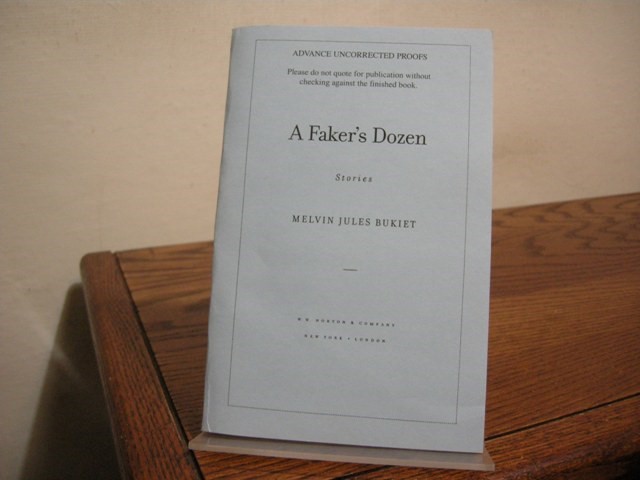 ADVANCE UNCORRECTED PROOFS
Please do not quote for publication without
checking against the finished book.
A Faker's Dozen
Stories
MELVIN JULES BUKIET
W. W. NORTON & COMPANY
NEW YORK • LONDON